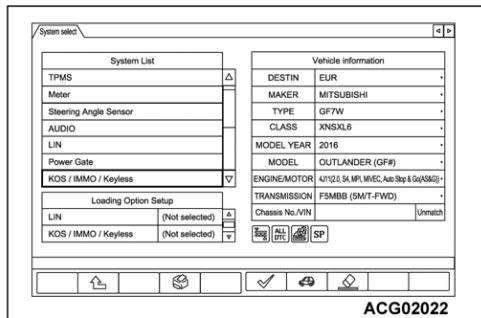 System select
System List
TPMS
Meter
Steering Angle Sensor
AUDIO
LIN
Power Gate
KOS / IMMO / Keyless
Loading Option Setup
LIN (Not selected)
KOS / IMMO / Keyless (Not selected)
Vehicle information
DESTIN EUR
MAKER MITSUBISHI
TYPE GF7W
CLASS XNSXL6
MODEL YEAR 2016
MODEL OUTLANDER (GF#)
ENGINE/MOTOR 4J11(2.0, S4, MPI, MIVEC, Auto Stop & Go(AS&G))
TRANSMISSION F5MBB (5M/T-FWD)
Chassis No./VIN Unmatch
ALL DTC SP
ACG02022